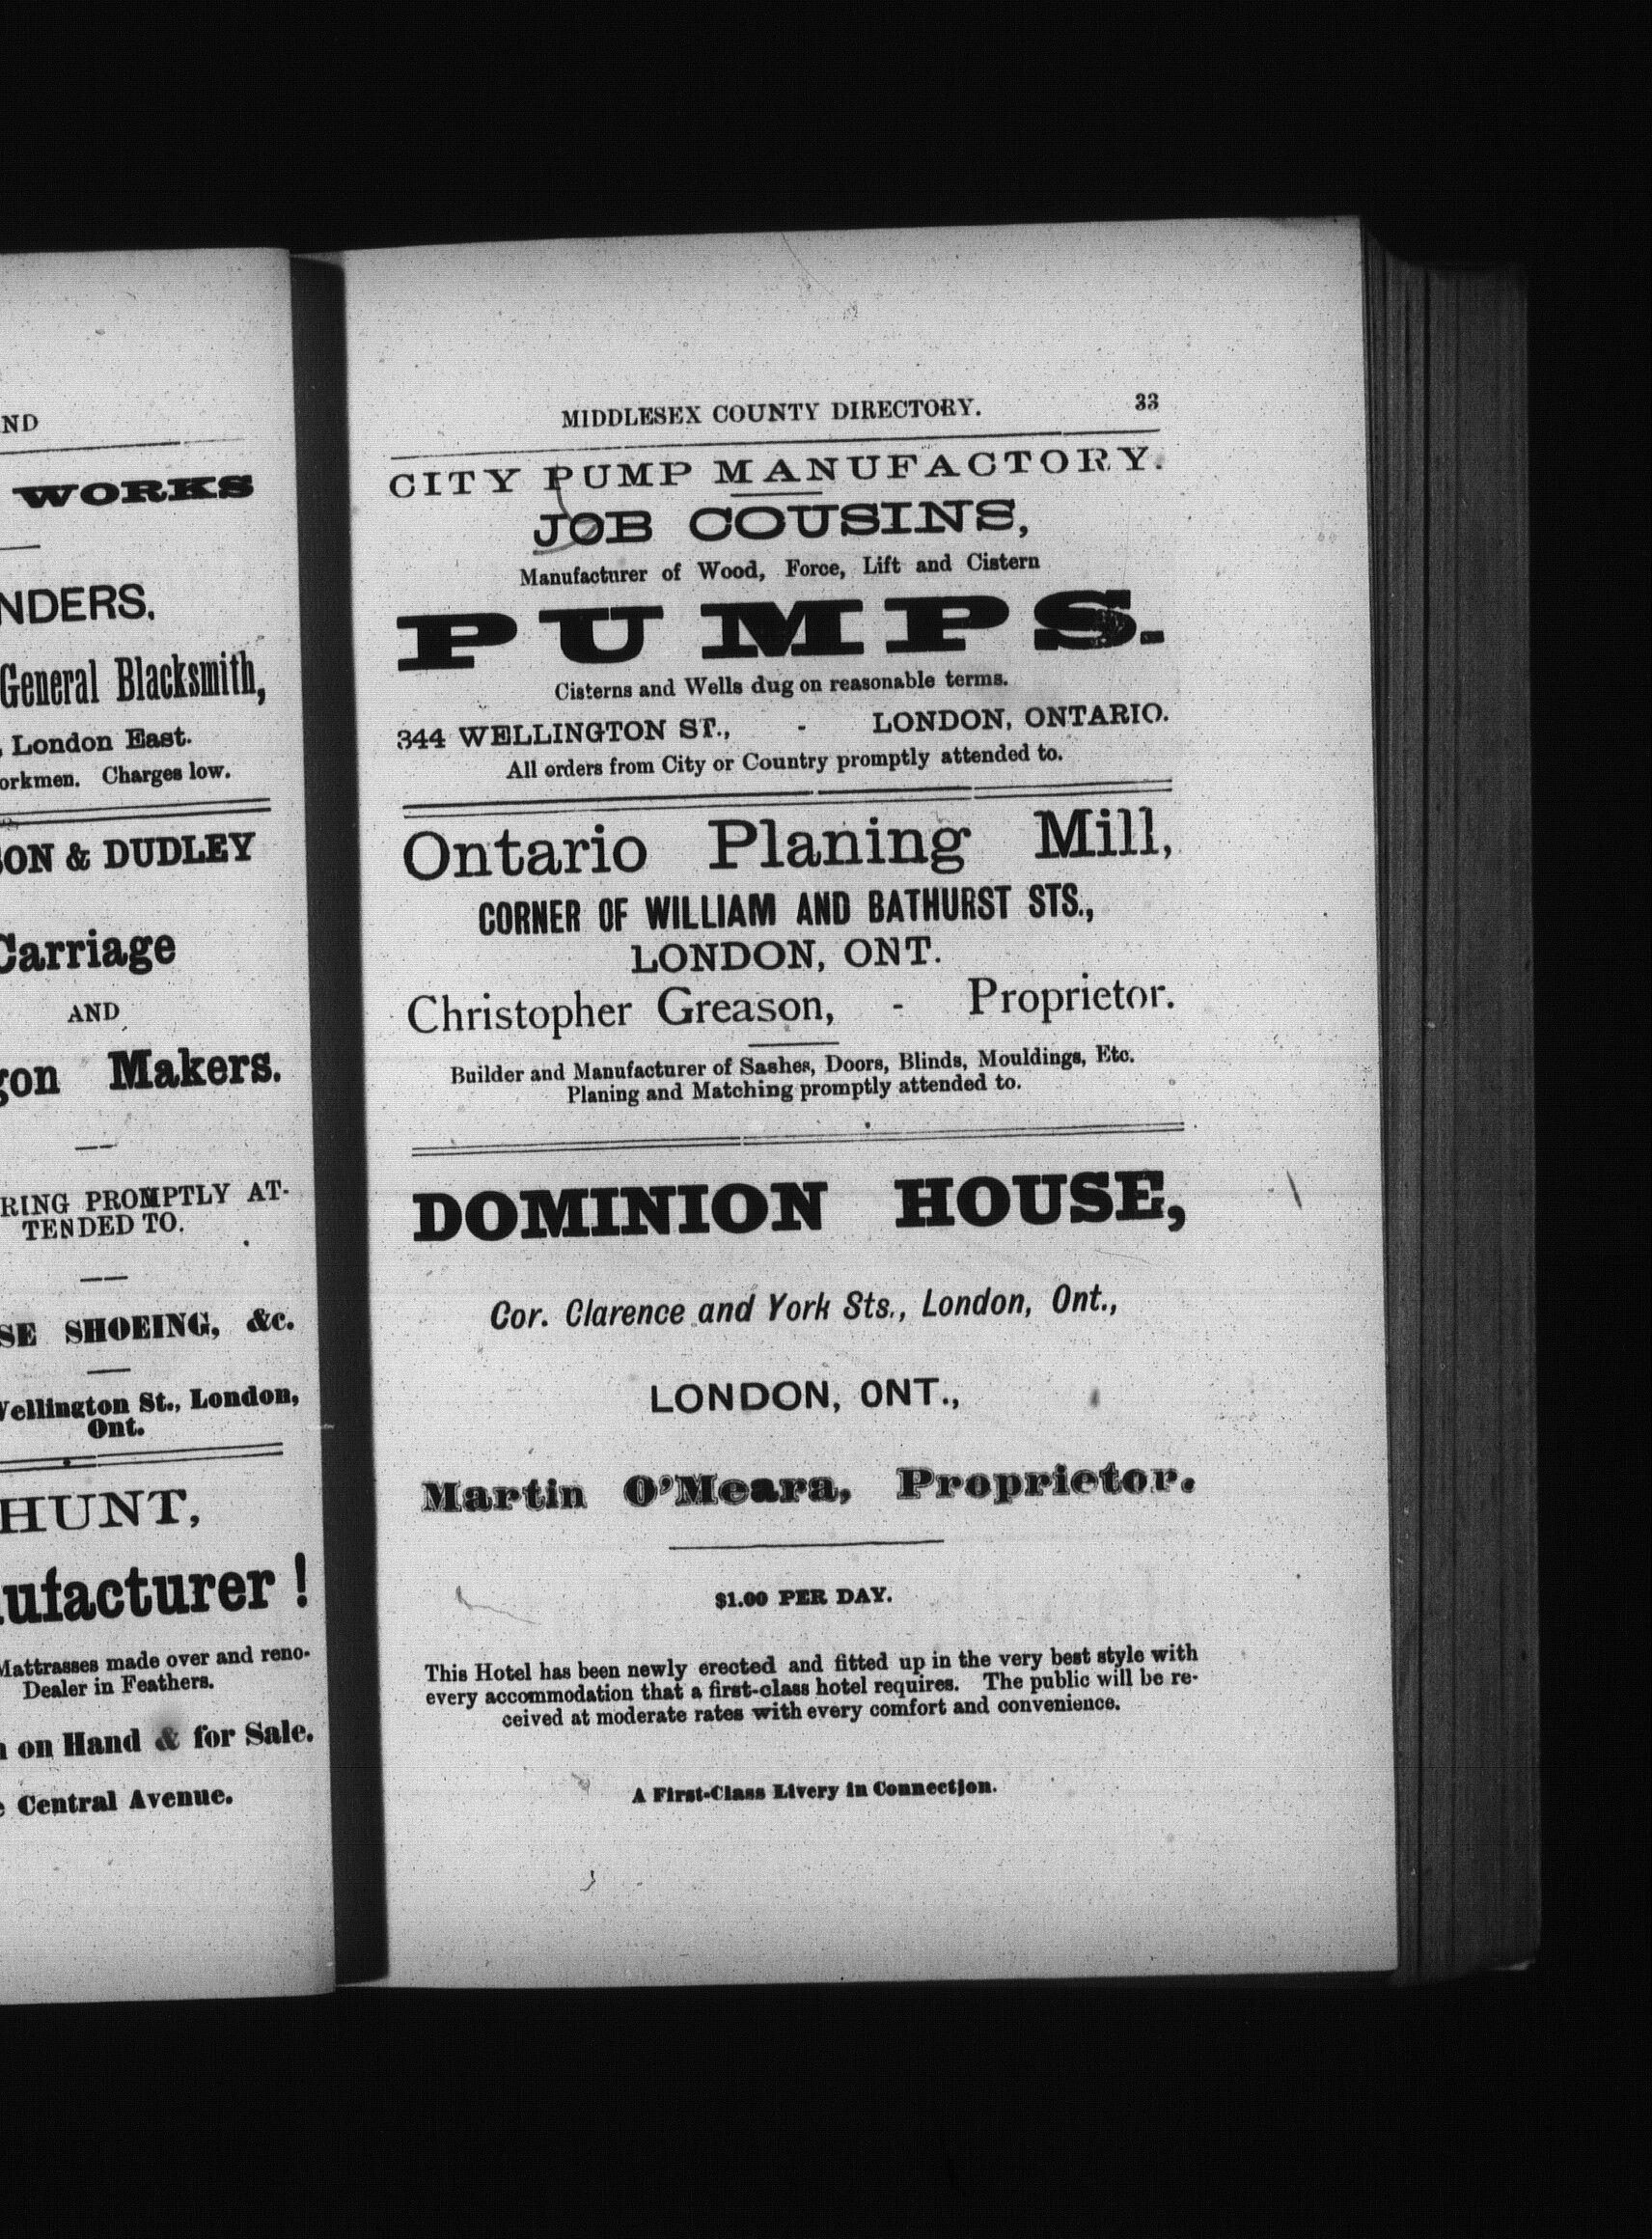 ND
WORKS
NDERS,
General Blacksmith,
London East.
orkmen. Charges low.
SON & DUDLEY
Carriage
AND
gon Makers.
RING PROMPTLY AT-
TENDED TO.
SE SHOEING, &c.
Wellington St., London,
Ont.
HUNT,
ufacturer !
Mattrasses made over and reno-
Dealer in Feathers.
on Hand & for Sale.
Central Avenue.
MIDDLESEX COUNTY DIRECTORY. 33
CITY PUMP MANUFACTORY.
JOB COUSINS,
Manufacturer of Wood, Force, Lift and Cistern
PUMPS.
Cisterns and Wells dug on reasonable terms.
344 WELLINGTON ST., - LONDON, ONTARIO.
All orders from City or Country promptly attended to.
Ontario Planing Mill,
CORNER OF WILLIAM AND BATHURST STS.,
LONDON, ONT.
Christopher Greason, - Proprietor.
Builder and Manufacturer of Sashes, Doors, Blinds, Mouldings, Etc.
Planing and Matching promptly attended to.
DOMINION HOUSE,
Cor. Clarence and York Sts., London, Ont.,
LONDON, ONT.,
Martin O'Meara, Proprietor.
$1.00 PER DAY.
This Hotel has been newly erected and fitted up in the very best style with
every accommodation that a first-class hotel requires. The public will be re-
ceived at moderate rates with every comfort and convenience.
A First-Class Livery in Connection.